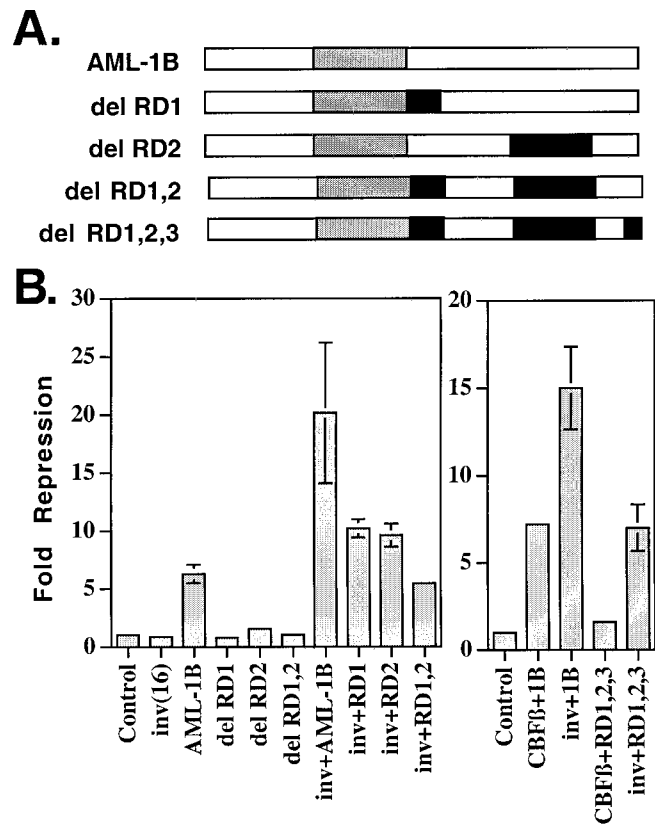 A.
AML-1B
del RD1
del RD2
del RD1,2
del RD1,2,3
B.
Fold Repression
30
25
20
15
10
5
0
Control
inv(16)
AML-1B
del RD1
del RD2
del RD1,2
inv+AML-1B
inv+RD1
inv+RD2
inv+RD1,2
20
15
10
5
0
Control
CBFß+1B
inv+1B
CBFß+RD1,2,3
inv+RD1,2,3